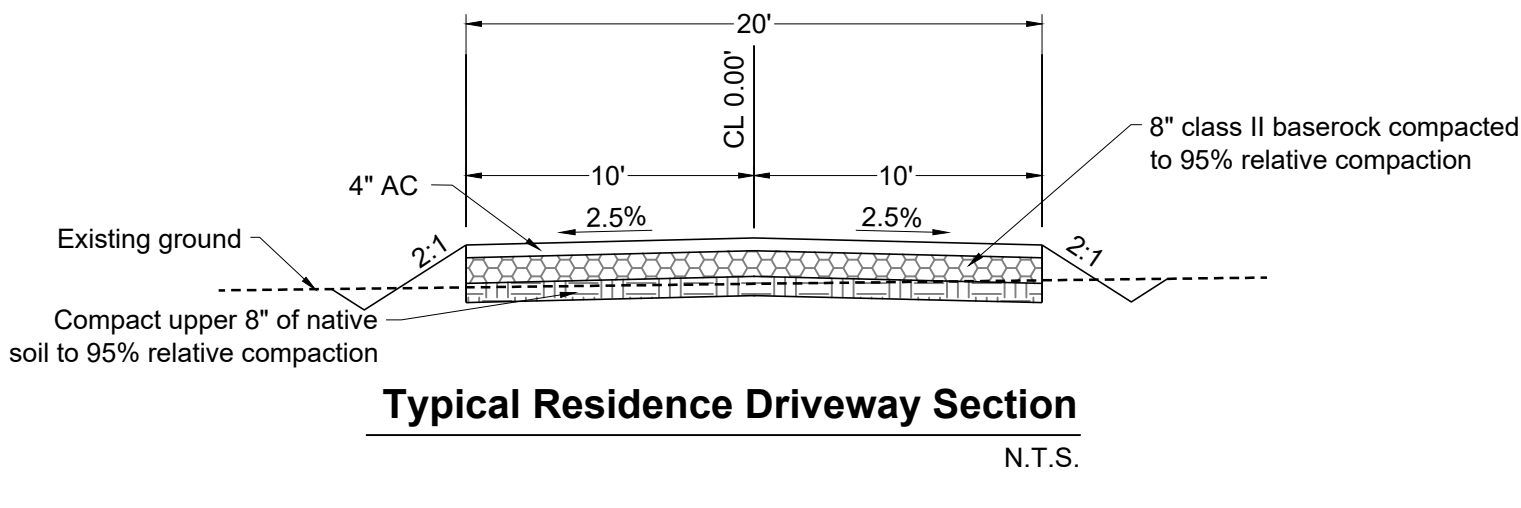 20'
CL 0.00'
8" class II baserock compacted
to 95% relative compaction
10'
10'
4" AC
2.5%
2.5%
Existing ground
2:1
2:1
Compact upper 8" of native
soil to 95% relative compaction
Typical Residence Driveway Section
N.T.S.